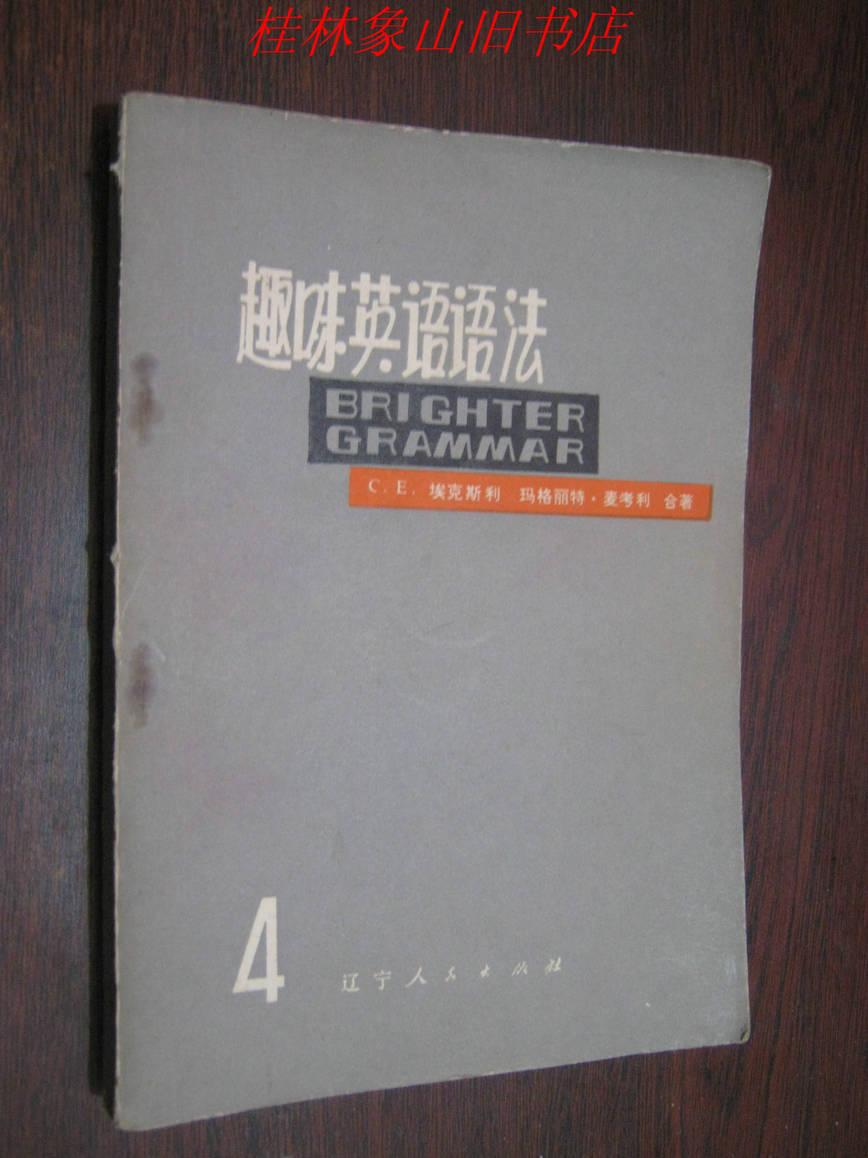 桂林象山旧书店
趣味英语语法
BRIGHTER
GRAMMAR
C. E. 埃克斯利 玛格丽特·麦考利 合著
4
辽宁人民出版社